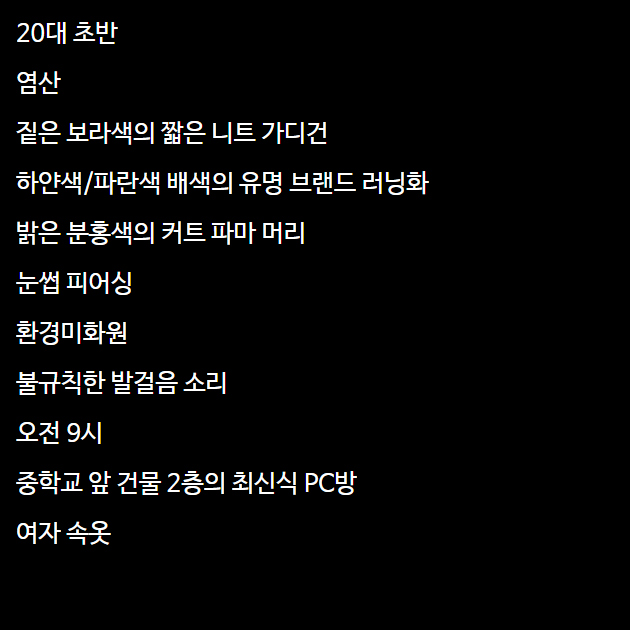 20대 초반
염산
짙은 보라색의 짧은 니트 가디건
하얀색/파란색 배색의 유명 브랜드 러닝화
밝은 분홍색의 커트 파마 머리
눈썹 피어싱
환경미화원
불규칙한 발걸음 소리
오전 9시
중학교 앞 건물 2층의 최신식 PC방
여자 속옷